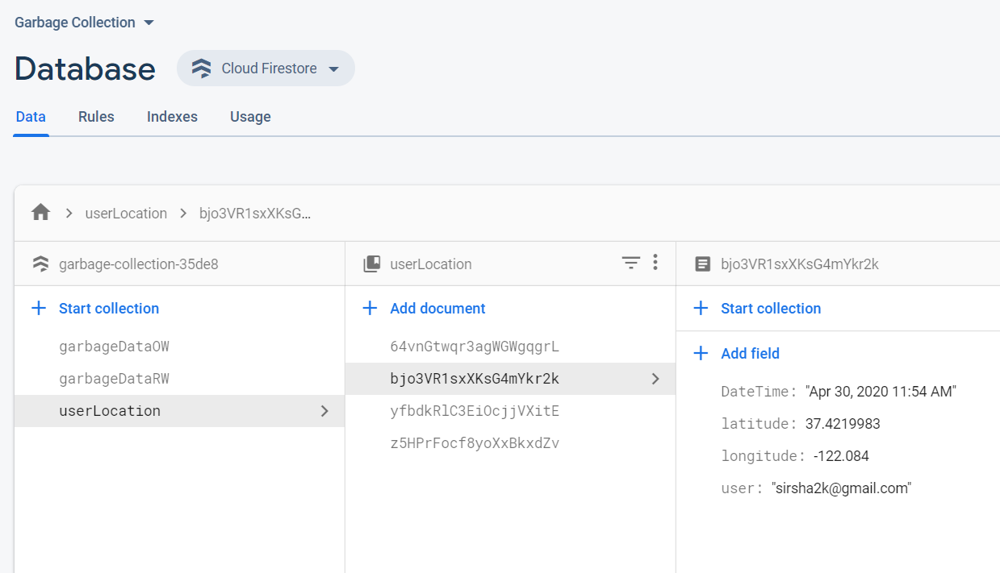 Garbage Collection
Database
Cloud Firestore
Data Rules Indexes Usage
userLocation bjo3VR1sxXKsG...
garbage-collection-35de8
Start collection
garbageDataOW
garbageDataRW
userLocation
userLocation
Add document
64vnGtwqr3agWGWgqgrL
bjo3VR1sxXKsG4mYkr2k
yfbdkRlC3EiOcjjVXitE
z5HPrFocf8yoXxBkxdZv
bjo3VR1sxXKsG4mYkr2k
Start collection
Add field
DateTime: "Apr 30, 2020 11:54 AM"
latitude: 37.4219983
longitude: -122.084
user: "sirsha2k@gmail.com"